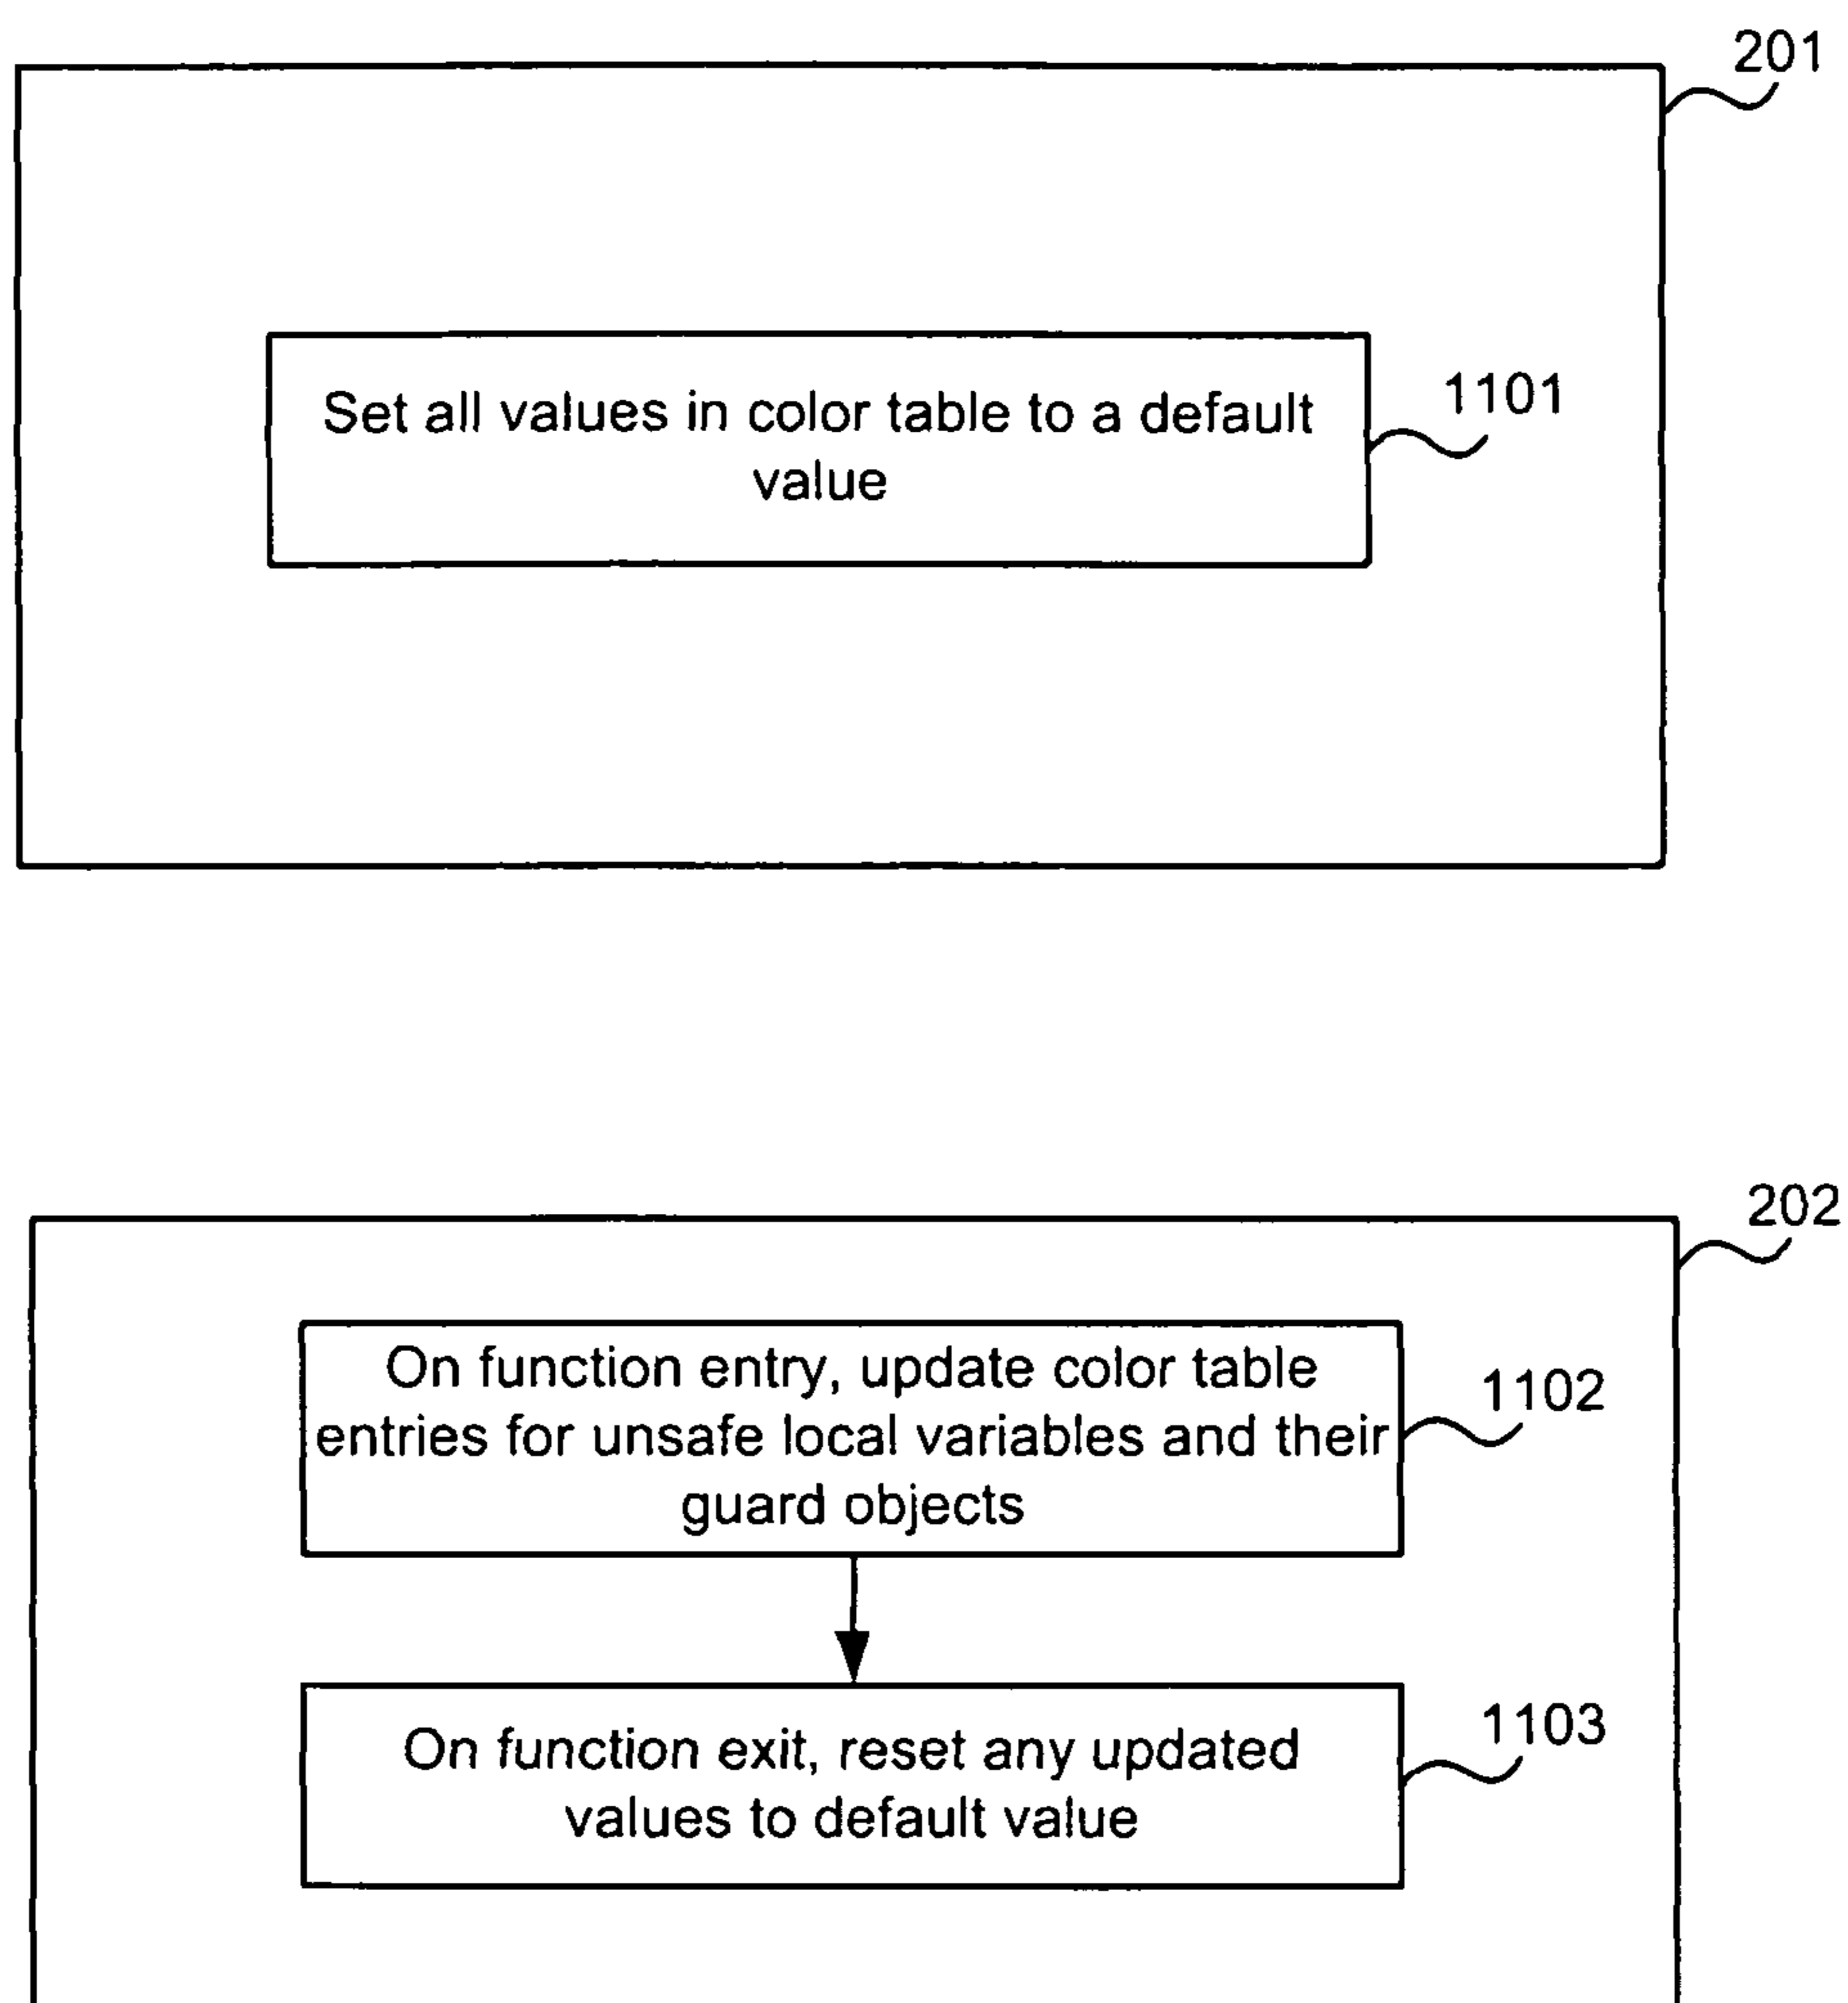 201
Set all values in color table to a default
value
1101
202
On function entry, update color table
entries for unsafe local variables and their
guard objects
1102
On function exit, reset any updated
values to default value
1103